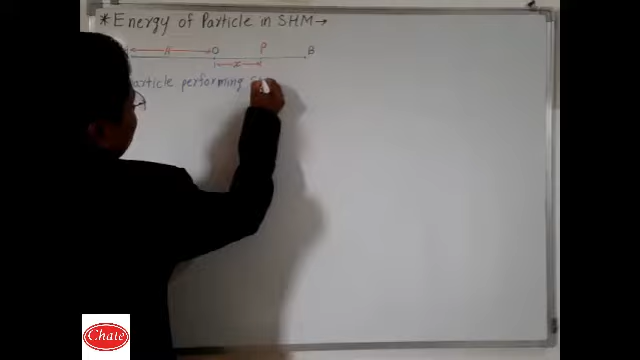 *Energy of Particle in SHM→
A O P B
x
article performing S
Chate